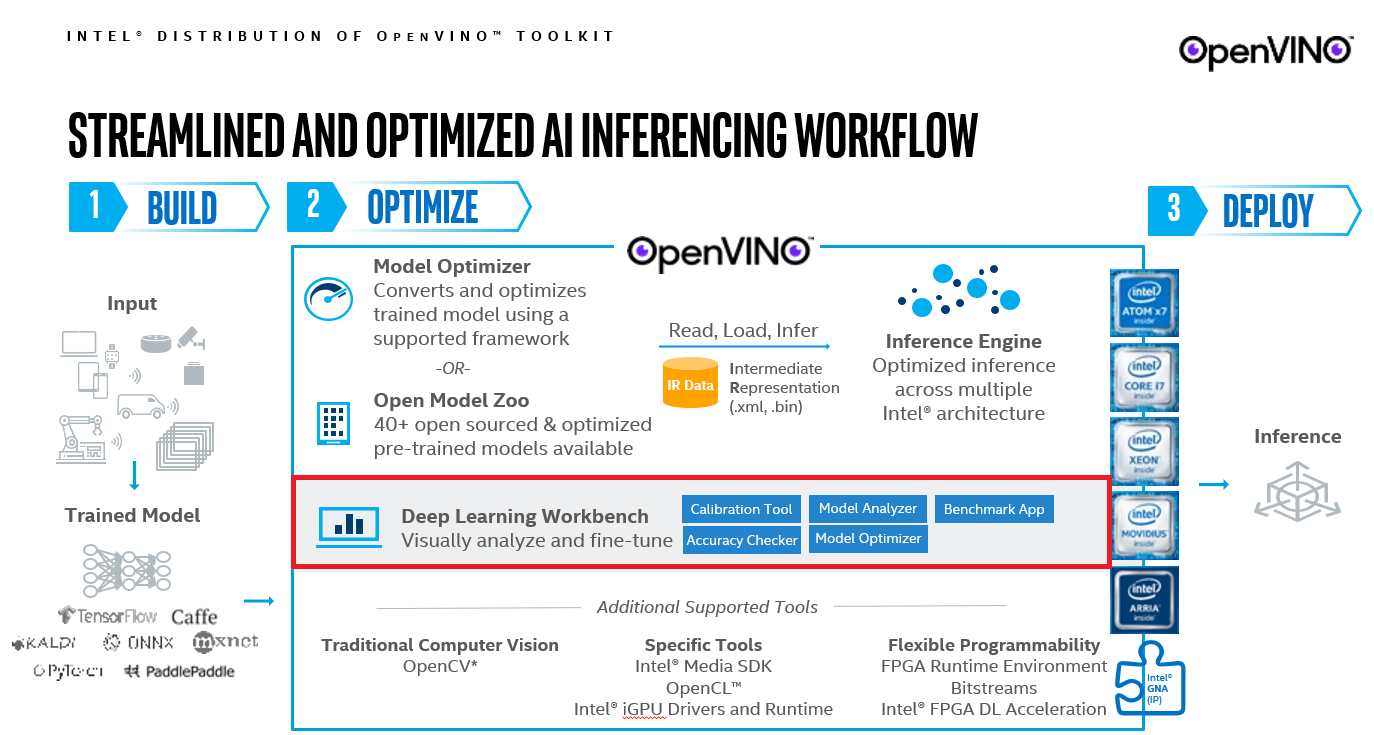 INTEL® DISTRIBUTION OF OPENVINO™ TOOLKIT
OpenVINO™
STREAMLINED AND OPTIMIZED AI INFERENCING WORKFLOW
1 BUILD
2 OPTIMIZE
3 DEPLOY
Input
Trained Model
TensorFlow Caffe
KALDI ONNX mxnet
PyTorch PaddlePaddle
OpenVINO™
Model Optimizer
Converts and optimizes
trained model using a
supported framework
-OR-
Open Model Zoo
40+ open sourced & optimized
pre-trained models available
Read, Load, Infer
IR Data
Intermediate
Representation
(.xml, .bin)
Inference Engine
Optimized inference
across multiple
Intel® architecture
Deep Learning Workbench
Visually analyze and fine-tune
Calibration Tool Model Analyzer Benchmark App
Accuracy Checker Model Optimizer
Additional Supported Tools
Traditional Computer Vision
OpenCV*
Specific Tools
Intel® Media SDK
OpenCL™
Intel® iGPU Drivers and Runtime
Flexible Programmability
FPGA Runtime Environment
Bitstreams
Intel® FPGA DL Acceleration
intel
ATOM x7
inside
intel
CORE i7
inside
intel
XEON
inside
intel
MOVIDIUS
inside
intel
ARRIA
inside
5
Intel®
GNA
(IP)
Inference